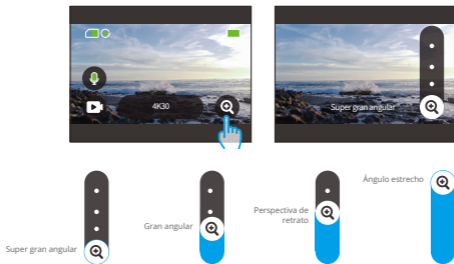 4K30
Super gran angular
Super gran angular
Gran angular
Perspectiva de
retrato
Ángulo estrecho